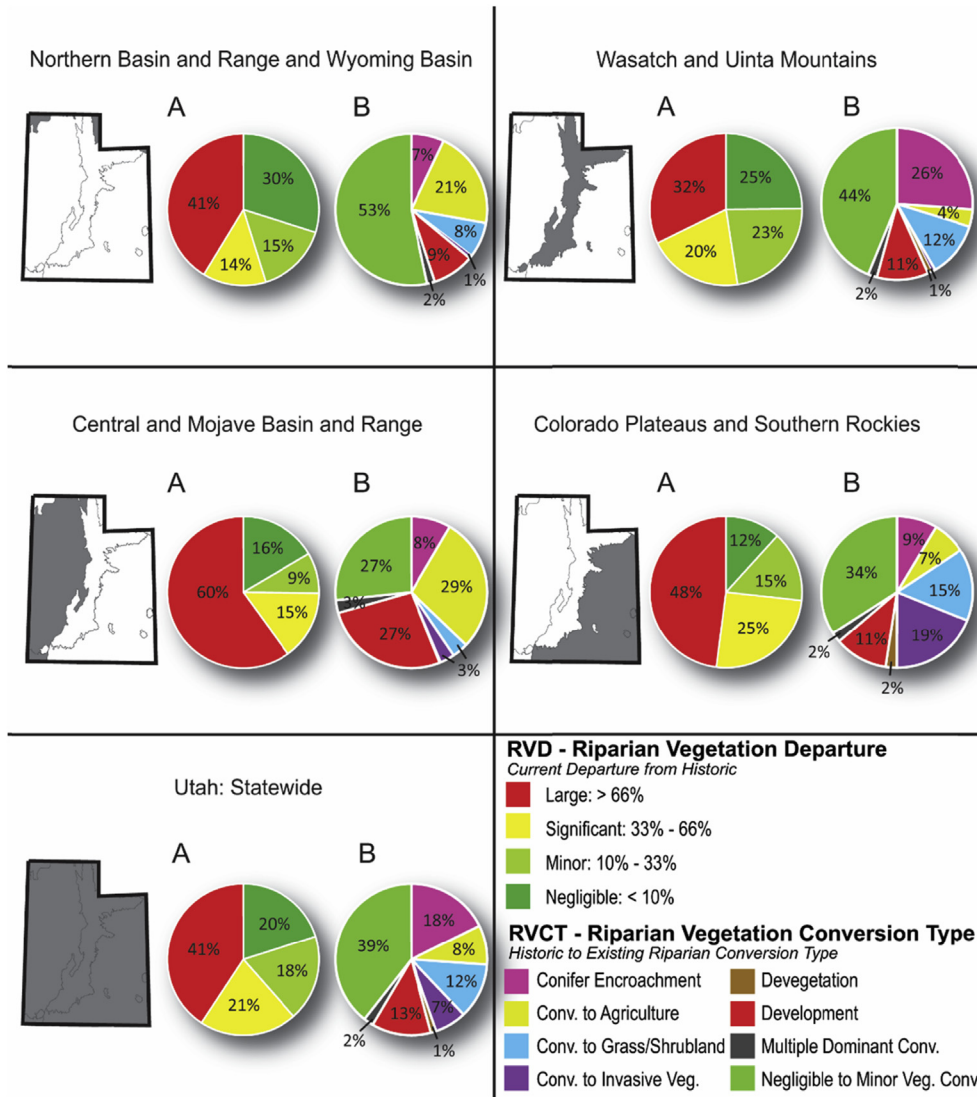 Northern Basin and Range and Wyoming Basin
A
B
30%
15%
14%
41%
7%
21%
8%
1%
9%
2%
53%
Wasatch and Uinta Mountains
A
B
25%
23%
20%
32%
26%
4%
12%
1%
11%
2%
44%
Central and Mojave Basin and Range
A
B
16%
9%
15%
60%
8%
29%
3%
27%
3%
27%
Colorado Plateaus and Southern Rockies
A
B
12%
15%
25%
48%
9%
7%
15%
19%
2%
11%
2%
34%
Utah: Statewide
A
B
20%
18%
21%
41%
18%
8%
12%
7%
1%
13%
2%
39%
RVD - Riparian Vegetation Departure
Current Departure from Historic
Large: > 66%
Significant: 33% - 66%
Minor: 10% - 33%
Negligible: < 10%
RVCT - Riparian Vegetation Conversion Type
Historic to Existing Riparian Conversion Type
Conifer Encroachment
Conv. to Agriculture
Conv. to Grass/Shrubland
Conv. to Invasive Veg.
Devegetation
Development
Multiple Dominant Conv.
Negligible to Minor Veg. Conv